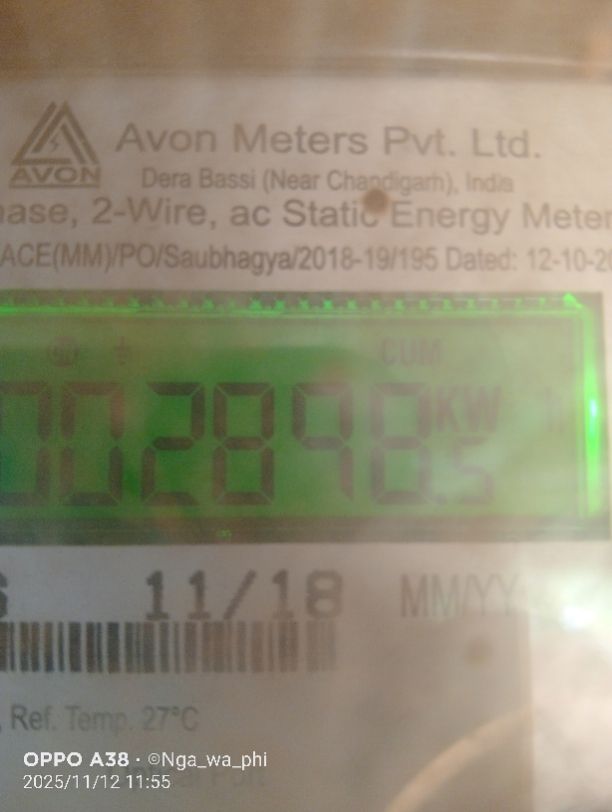 Avon Meters Pvt. Ltd.
AVON
Dera Bassi (Near Chandigarh), India
hase, 2-Wire, ac Static Energy Meter
ACE(MM)/PO/Saubhagya/2018-19/195 Dated: 12-10-20
CUM
002898.5 KW h
11/18 MM/YY
, Ref. Temp. 27°C
OPPO A38 · ©Nga_wa_phi
2025/11/12 11:55